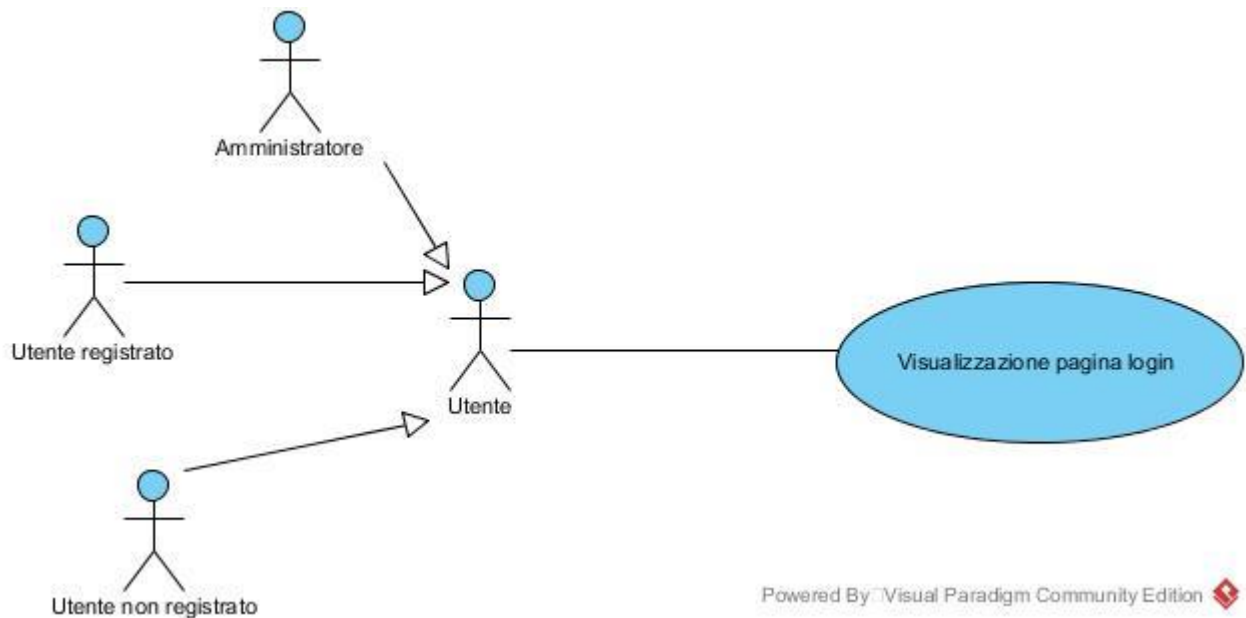 Amministratore
Utente registrato
Utente
Visualizzazione pagina login
Utente non registrato
Powered By Visual Paradigm Community Edition